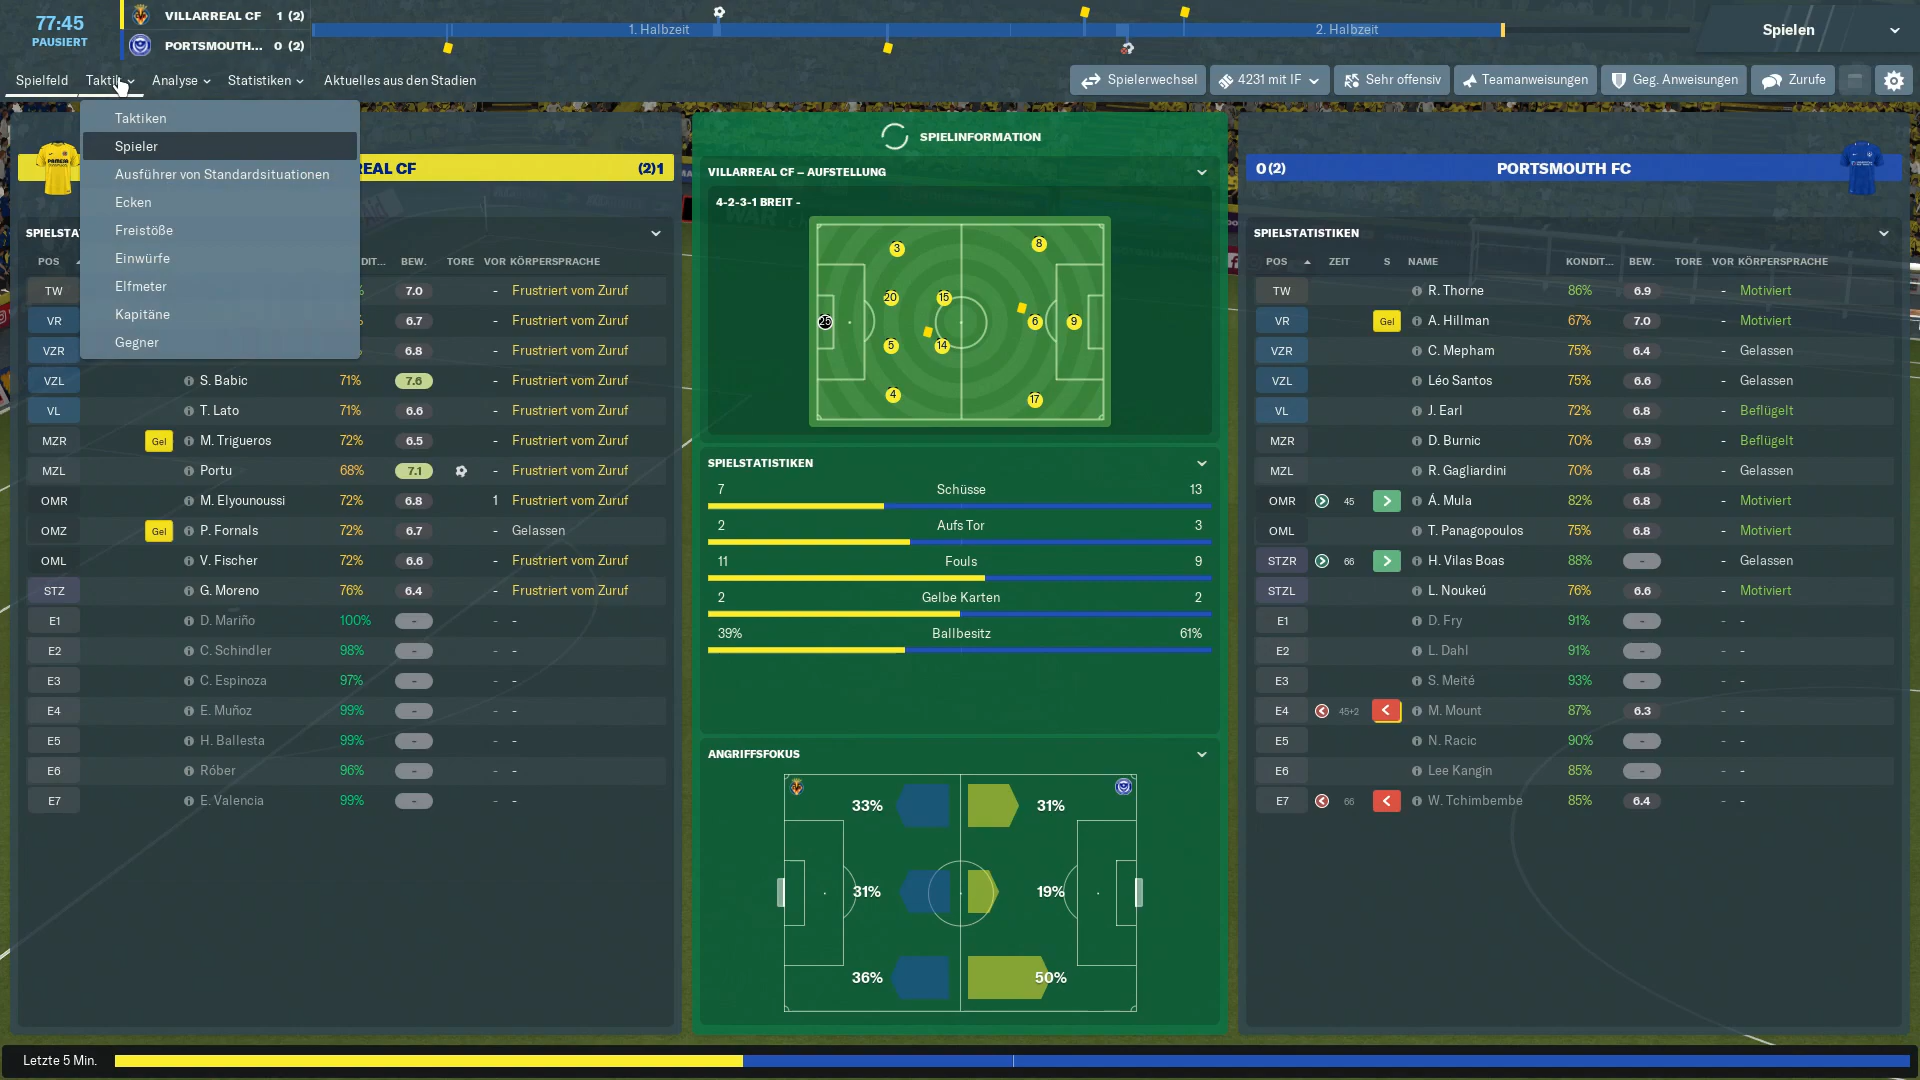 77:45
PAUSIERT
VILLARREAL CF 1 (2)
PORTSMOUTH... 0 (2)
1. Halbzeit
2. Halbzeit
Spielen
Spielfeld Taktik Analyse Statistiken Aktuelles aus den Stadien
Spielerwechsel 4231 mit IF Sehr offensiv Teamanweisungen Geg. Anweisungen Zurufe
Taktiken
Spieler
Ausführer von Standardsituationen
Ecken
Freistöße
Einwürfe
Elfmeter
Kapitäne
Gegner
REAL CF (2)1
SPIELSTA
POS DIT... BEW. TORE VOR KÖRPERSPRACHE
TW % 7.0 - Frustriert vom Zuruf
VR % 6.7 - Frustriert vom Zuruf
VZR % 6.8 - Frustriert vom Zuruf
VZL S. Babic 71% 7.6 - Frustriert vom Zuruf
VL T. Lato 71% 6.6 - Frustriert vom Zuruf
MZR Gel M. Trigueros 72% 6.5 - Frustriert vom Zuruf
MZL Portu 68% 7.1 - Frustriert vom Zuruf
OMR M. Elyounoussi 72% 6.8 1 Frustriert vom Zuruf
OMZ Gel P. Fornals 72% 6.7 - Gelassen
OML V. Fischer 72% 6.6 - Frustriert vom Zuruf
STZ G. Moreno 76% 6.4 - Frustriert vom Zuruf
E1 D. Mariño 100% - - -
E2 C. Schindler 98% - - -
E3 C. Espinoza 97% - - -
E4 E. Muñoz 99% - - -
E5 H. Ballesta 99% - - -
E6 Róber 96% - - -
E7 E. Valencia 99% - - -
SPIELINFORMATION
VILLARREAL CF – AUFSTELLUNG
4-2-3-1 BREIT -
3 8
20 15
25 6 9
5 14
4 17
SPIELSTATISTIKEN
7 Schüsse 13
2 Aufs Tor 3
11 Fouls 9
2 Gelbe Karten 2
39% Ballbesitz 61%
ANGRIFFSFOKUS
33% 31%
31% 19%
36% 50%
0(2) PORTSMOUTH FC
SPIELSTATISTIKEN
POS ZEIT S NAME KONDIT... BEW. TORE VOR KÖRPERSPRACHE
TW R. Thorne 86% 6.9 - Motiviert
VR Gel A. Hillman 67% 7.0 - Motiviert
VZR C. Mepham 75% 6.4 - Gelassen
VZL Léo Santos 75% 6.6 - Gelassen
VL J. Earl 72% 6.8 - Beflügelt
MZR D. Burnic 70% 6.9 - Beflügelt
MZL R. Gagliardini 70% 6.8 - Gelassen
OMR 45 Á. Mula 82% 6.8 - Motiviert
OML T. Panagopoulos 75% 6.8 - Motiviert
STZR 66 H. Vilas Boas 88% - - Gelassen
STZL L. Noukeú 76% 6.6 - Motiviert
E1 D. Fry 91% - - -
E2 L. Dahl 91% - - -
E3 S. Meité 93% - - -
E4 45+2 M. Mount 87% 6.3 - -
E5 N. Racic 90% - - -
E6 Lee Kangin 85% - - -
E7 66 W. Tchimbembe 85% 6.4 - -
Letzte 5 Min.